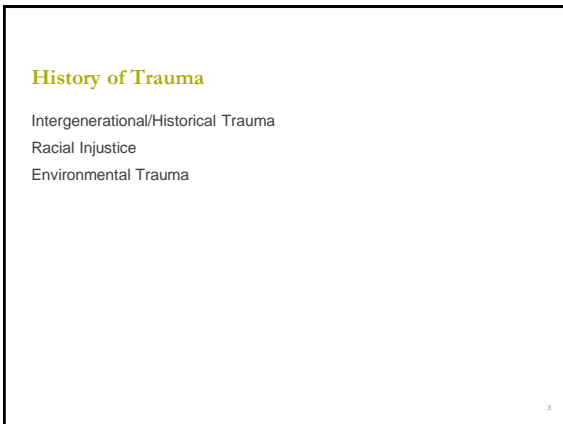 History of Trauma
Intergenerational/Historical Trauma
Racial Injustice
Environmental Trauma
3